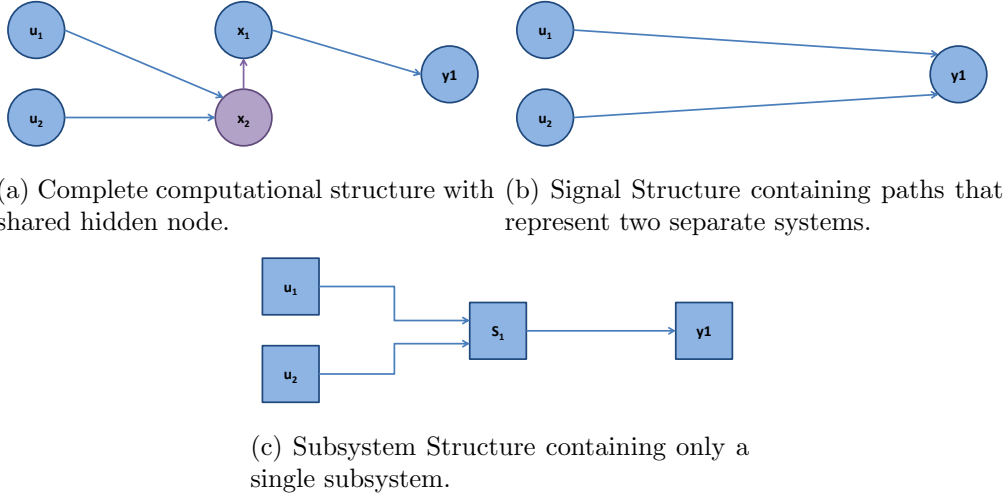 u1
x1
y1
u2
x2
u1
y1
u2
(a) Complete computational structure with
shared hidden node.
(b) Signal Structure containing paths that
represent two separate systems.
u1
S1
y1
u2
(c) Subsystem Structure containing only a
single subsystem.